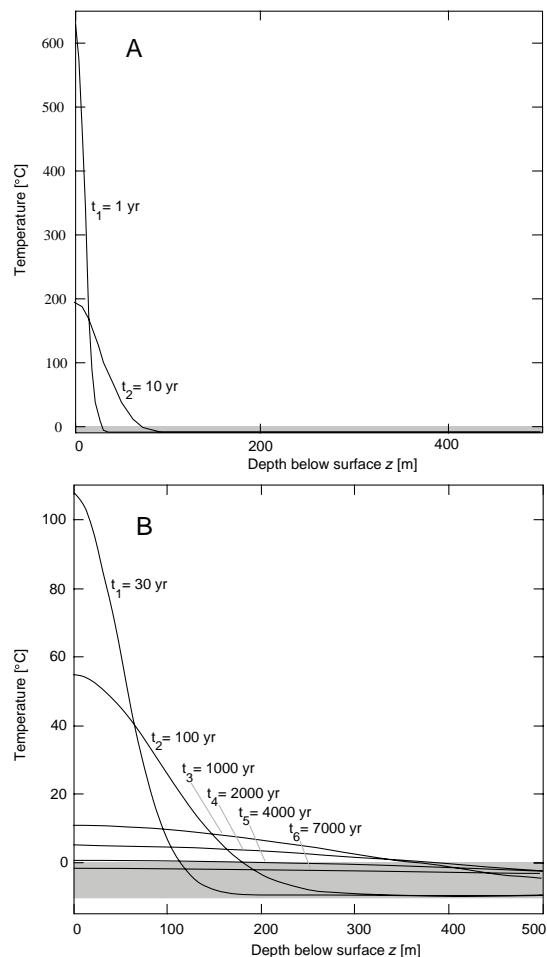 A
600
500
400
300
200
100
0
Temperature [°C]
t1= 1 yr
t2= 10 yr
0 200 400
Depth below surface z [m]
B
100
80
60
40
20
0
Temperature [°C]
t1= 30 yr
t2= 100 yr
t3= 1000 yr
t4= 2000 yr
t5= 4000 yr
t6= 7000 yr
0 100 200 300 400 500
Depth below surface z [m]